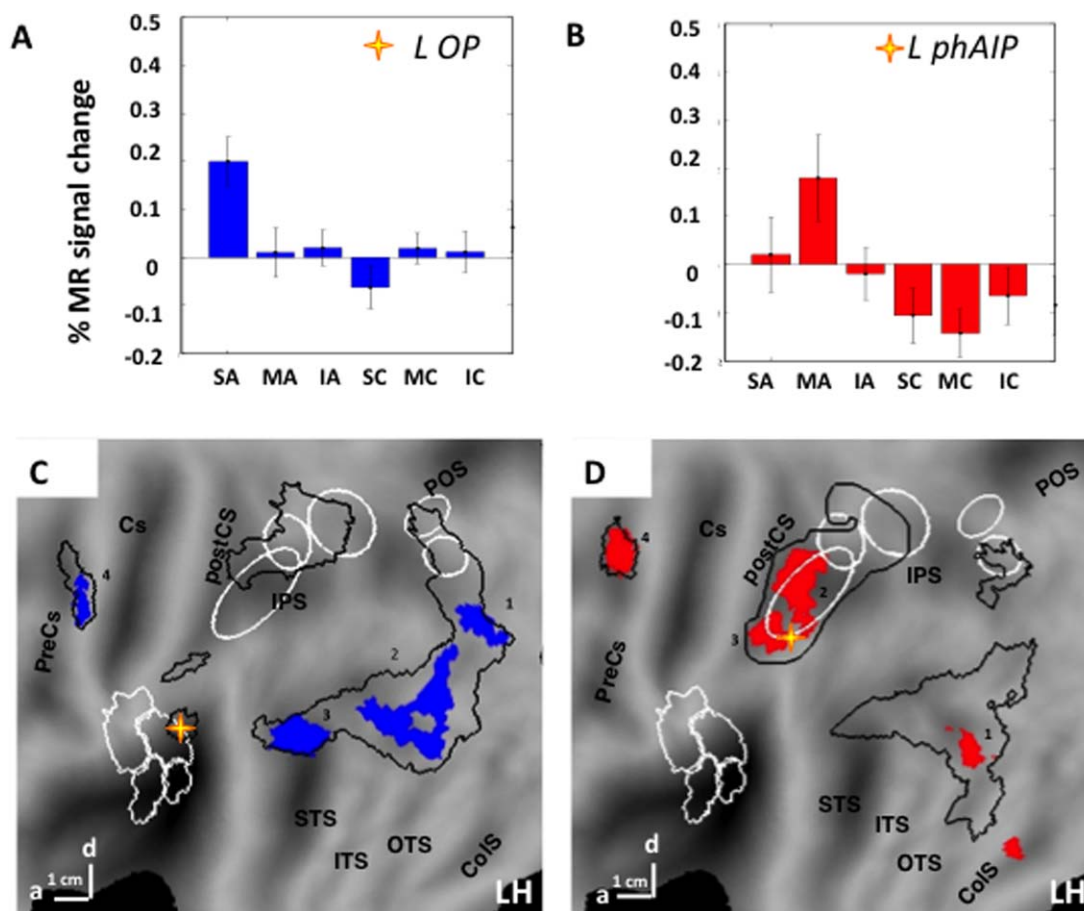 A
L OP
% MR signal change
0.5
0.4
0.3
0.2
0.1
0
-0.1
-0.2
SA MA IA SC MC IC
B
L phAIP
0.5
0.4
0.3
0.2
0.1
0
-0.1
-0.2
SA MA IA SC MC IC
C
Cs
postCS
POS
IPS
PreCs
4
1
2
3
STS
ITS
OTS
ColS
d
a 1 cm
LH
D
Cs
postCS
POS
IPS
PreCs
4
2
3
1
STS
ITS
OTS
ColS
d
a 1 cm
LH